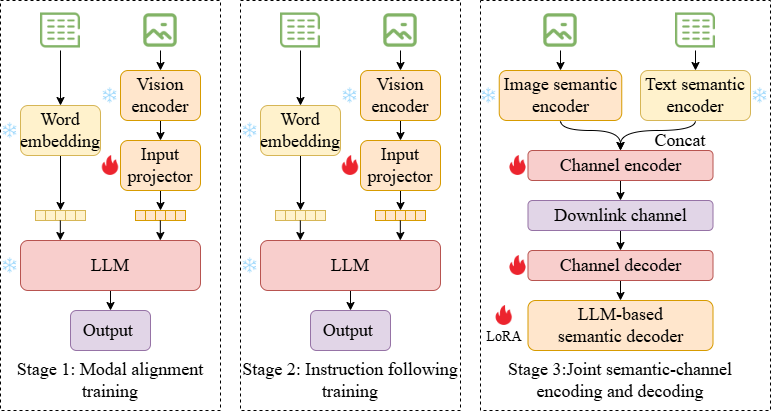 Vision
encoder
Word
embedding
Input
projector
LLM
Output
Stage 1: Modal alignment
training
Vision
encoder
Word
embedding
Input
projector
LLM
Output
Stage 2: Instruction following
training
Image semantic
encoder
Text semantic
encoder
Concat
Channel encoder
Downlink channel
Channel decoder
LoRA
LLM-based
semantic decoder
Stage 3:Joint semantic-channel
encoding and decoding